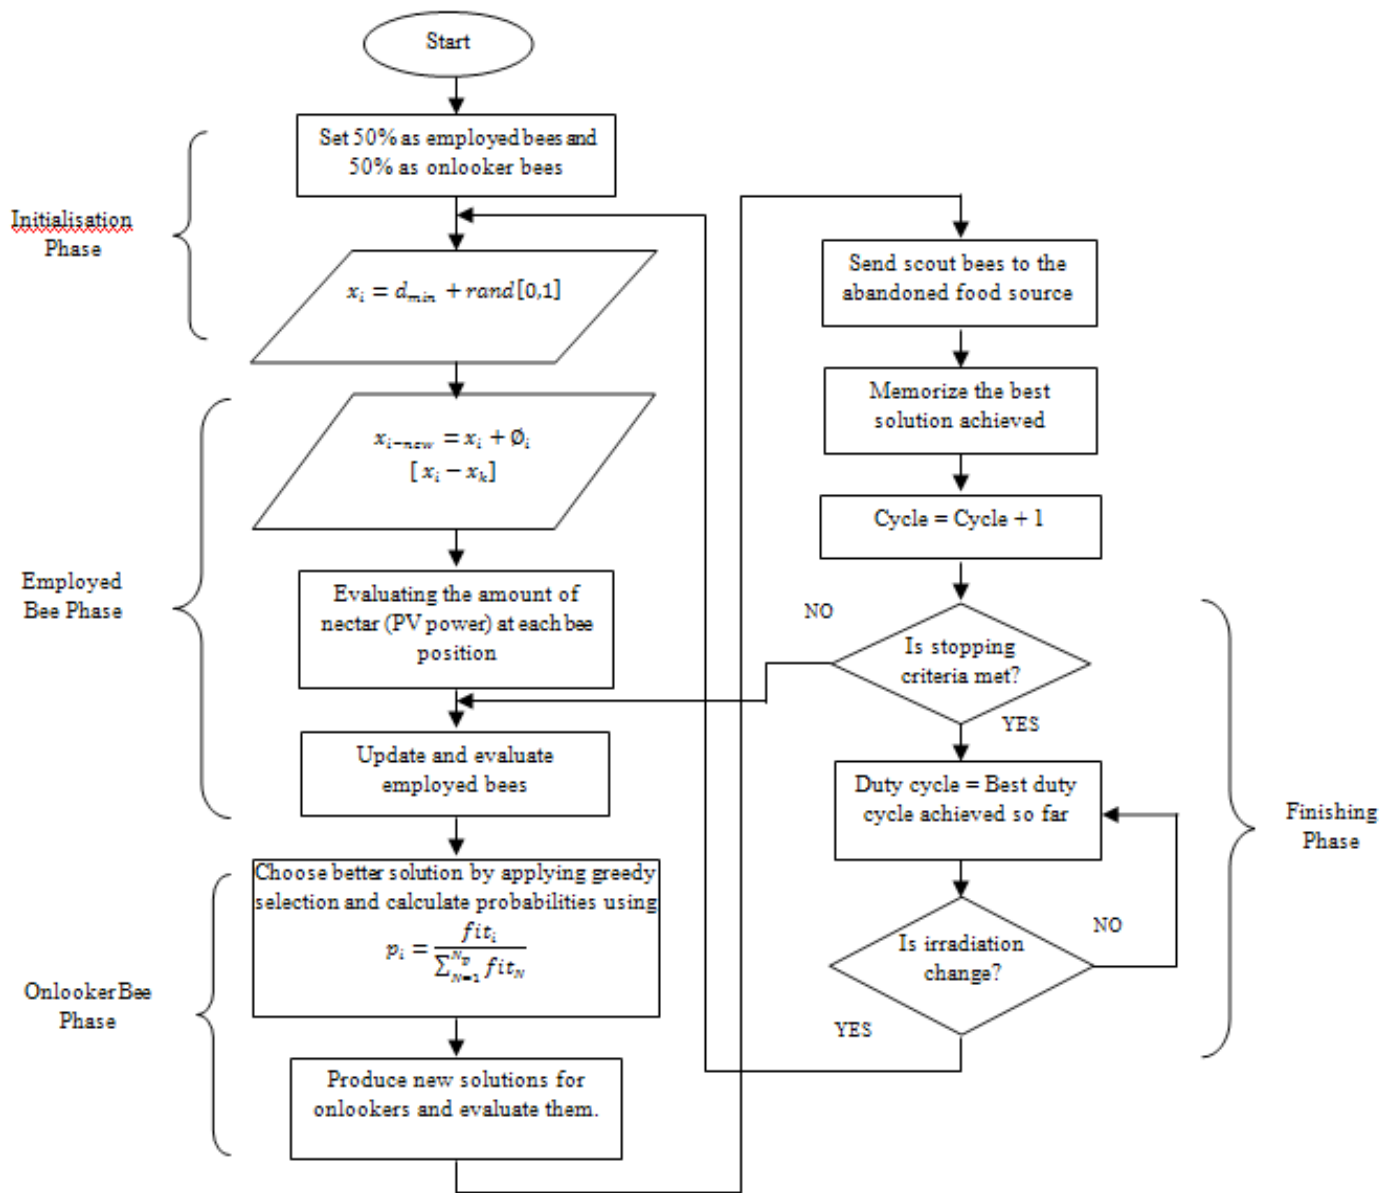 Start
Set 50% as employed bees and
50% as onlooker bees
Initialisation
Phase
x_i = d_min + rand[0,1]
x_i-new = x_i + Ø_i
[ x_i − x_k]
Employed
Bee Phase
Evaluating the amount of
nectar (PV power) at each bee
position
Update and evaluate
employed bees
Choose better solution by applying greedy
selection and calculate probabilities using
p_i = fit_i / ∑_{N=1}^{N_p} fit_N
Onlooker Bee
Phase
Produce new solutions for
onlookers and evaluate them.
Send scout bees to the
abandoned food source
Memorize the best
solution achieved
Cycle = Cycle + 1
NO
Is stopping
criteria met?
YES
Duty cycle = Best duty
cycle achieved so far
Finishing
Phase
Is irradiation
change?
NO
YES